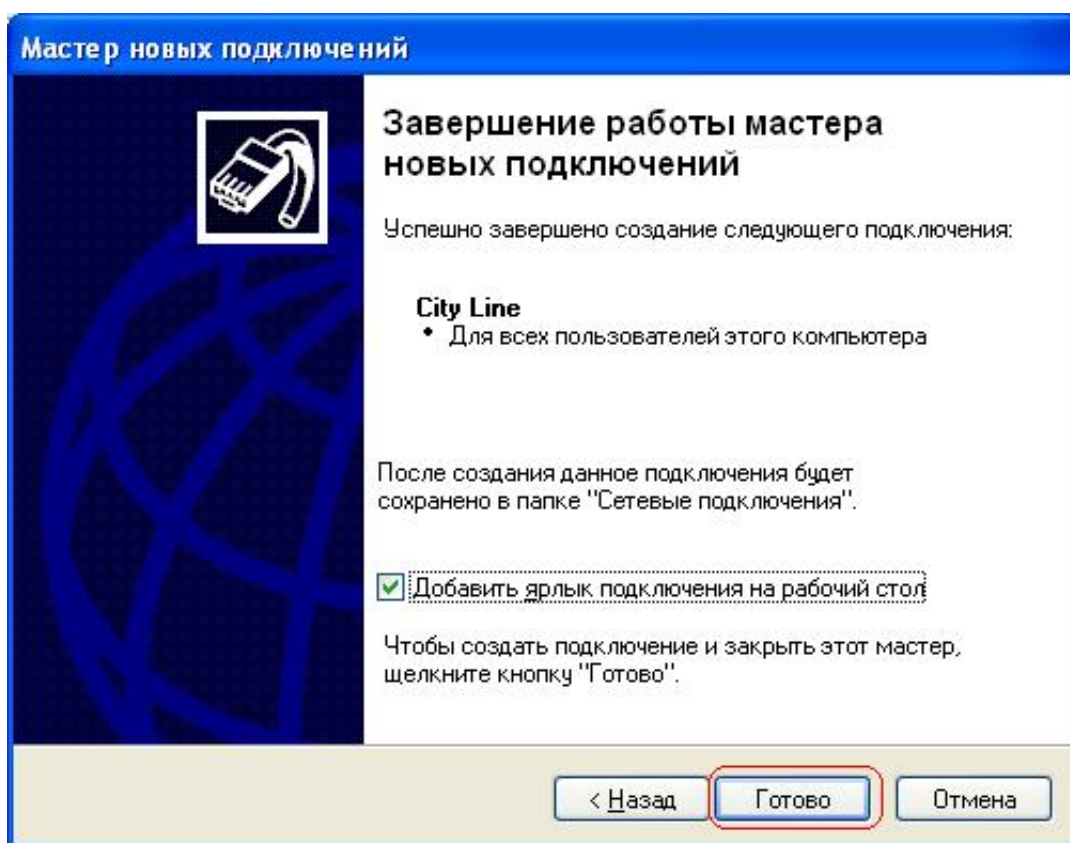 Мастер новых подключений
Завершение работы мастера
новых подключений
Успешно завершено создание следующего подключения:
City Line
• Для всех пользователей этого компьютера
После создания данное подключения будет
сохранено в папке "Сетевые подключения".
Добавить ярлык подключения на рабочий стол
Чтобы создать подключение и закрыть этот мастер,
щелкните кнопку "Готово".
< Назад Готово Отмена